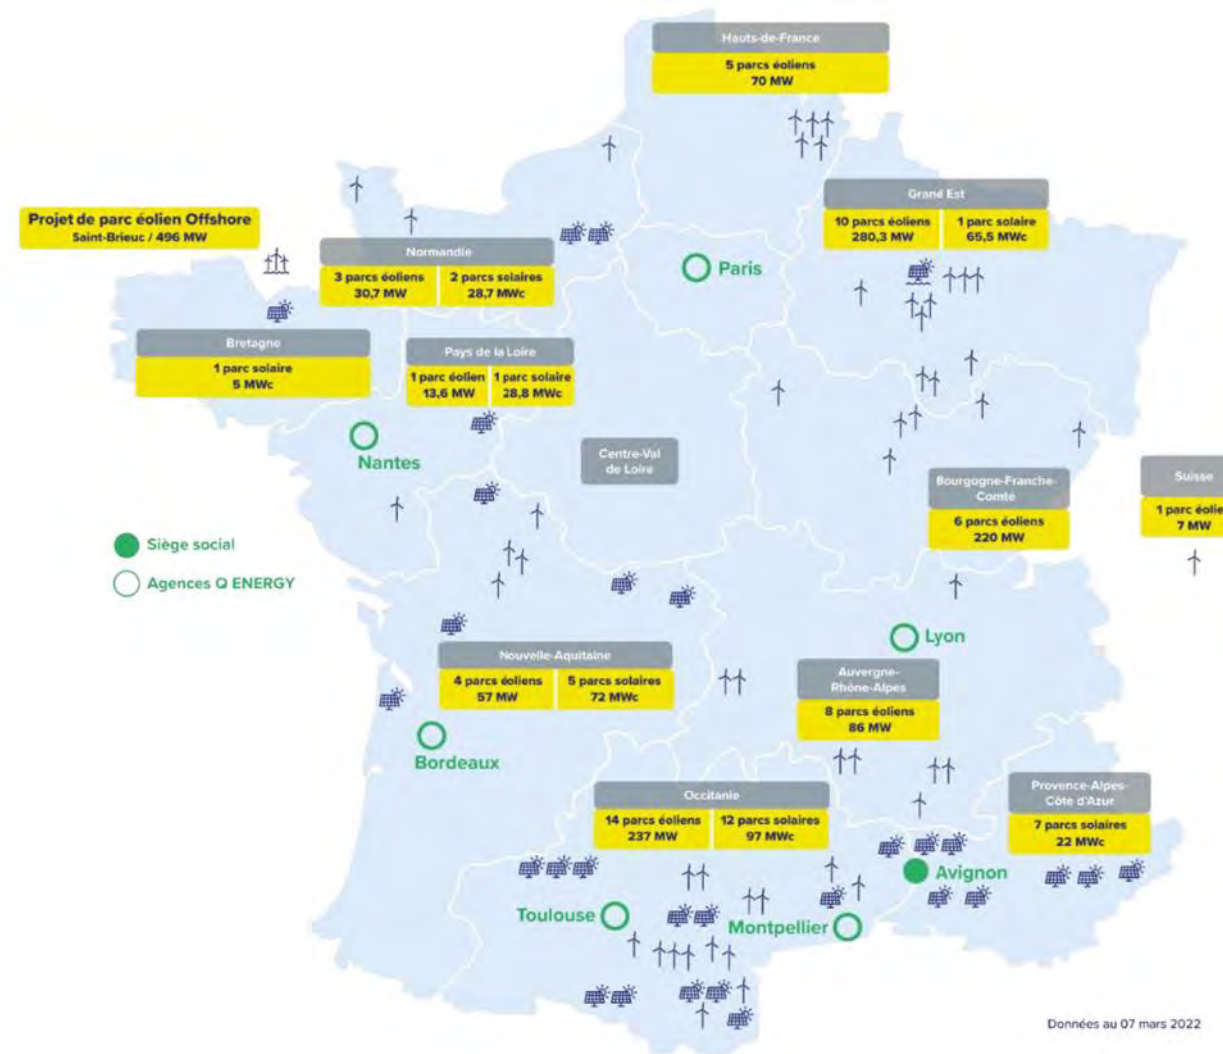 Hauts-de-France
5 parcs éoliens
70 MW
Grand Est
10 parcs éoliens
280,3 MW
1 parc solaire
65,5 MWc
Projet de parc éolien Offshore
Saint-Brieuc / 496 MW
Normandie
3 parcs éoliens
30,7 MW
2 parcs solaires
28,7 MWc
Paris
Bretagne
1 parc solaire
5 MWc
Pays de la Loire
1 parc éolien
13,6 MW
1 parc solaire
28,8 MWc
Nantes
Centre-Val
de Loire
Bourgogne-Franche-
Comté
6 parcs éoliens
220 MW
Suisse
1 parc éolie
7 MW
Siège social
Agences Q ENERGY
Lyon
Nouvelle-Aquitaine
4 parcs éoliens
57 MW
5 parcs solaires
72 MWc
Auvergne-
Rhône-Alpes
8 parcs éoliens
86 MW
Bordeaux
Occitanie
14 parcs éoliens
237 MW
12 parcs solaires
97 MWc
Provence-Alpes-
Côte d'Azur
7 parcs solaires
22 MWc
Avignon
Toulouse
Montpellier
Données au 07 mars 2022